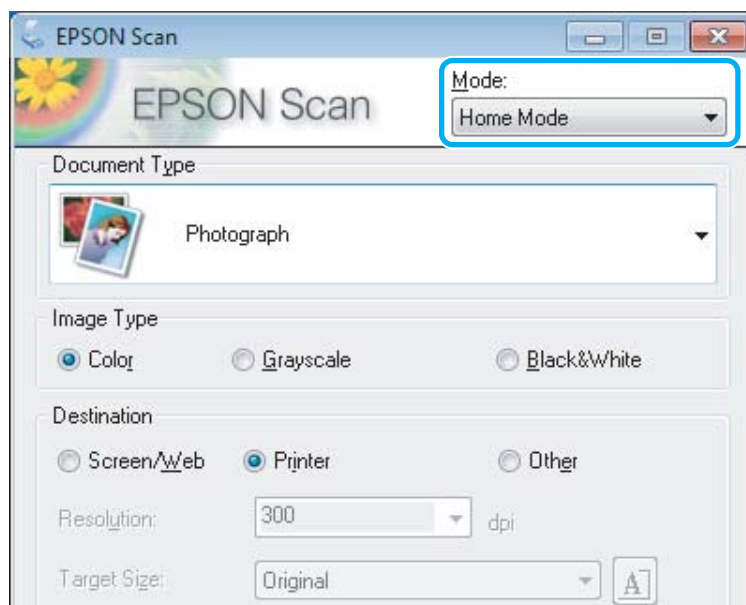 EPSON Scan
EPSON Scan
Mode:
Home Mode
Document Type
Photograph
Image Type
Color Grayscale Black&White
Destination
Screen/Web Printer Other
Resolution: 300 dpi
Target Size: Original A